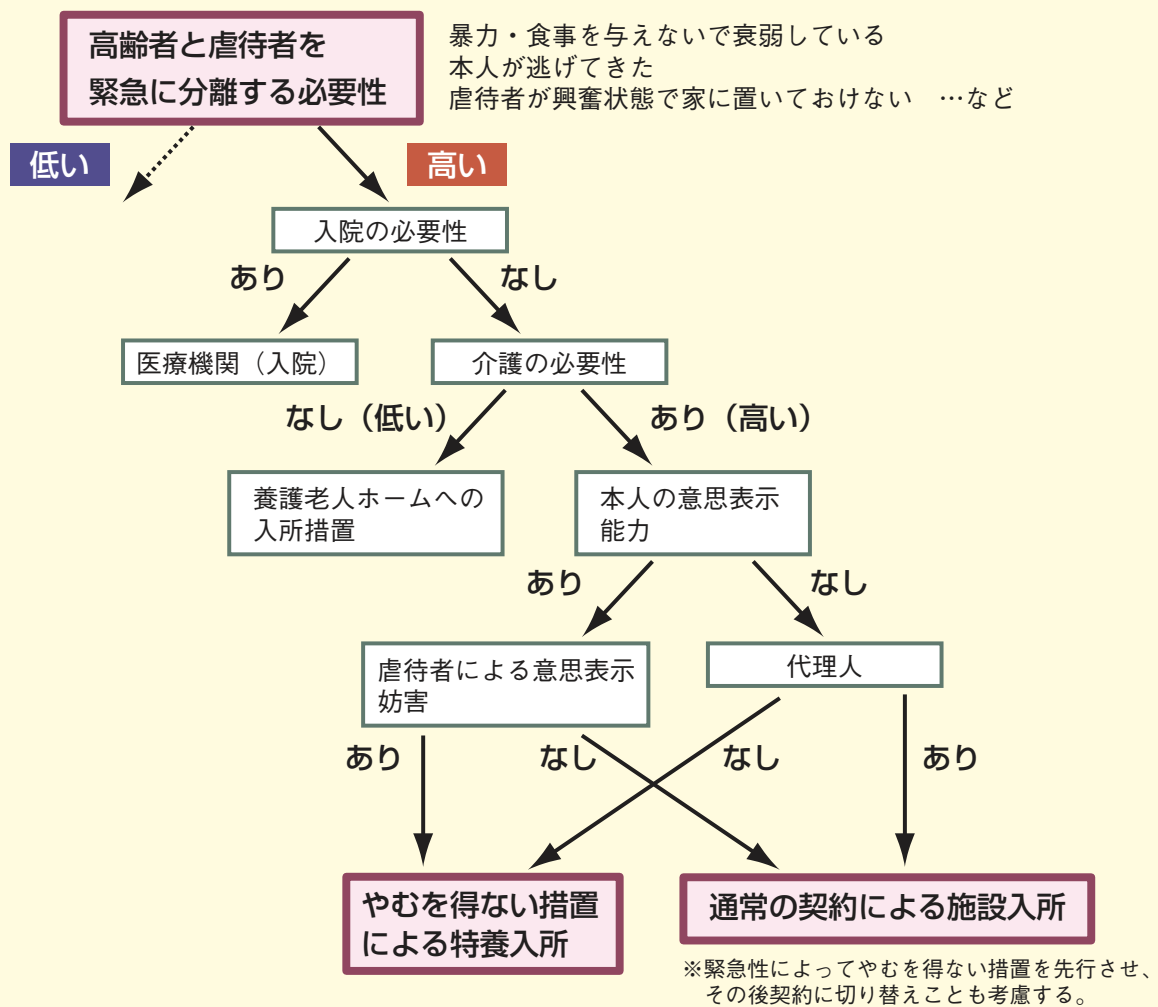 高齢者と虐待者を
緊急に分離する必要性
暴力・食事を与えないで衰弱している
本人が逃げてきた
虐待者が興奮状態で家に置いておけない　…など
低い
高い
入院の必要性
あり
なし
医療機関（入院）
介護の必要性
なし（低い）
あり（高い）
養護老人ホームへの
入所措置
本人の意思表示
能力
あり
なし
虐待者による意思表示
妨害
代理人
あり
なし
なし
あり
やむを得ない措置
による特養入所
通常の契約による施設入所
※緊急性によってやむを得ない措置を先行させ、
その後契約に切り替えことも考慮する。